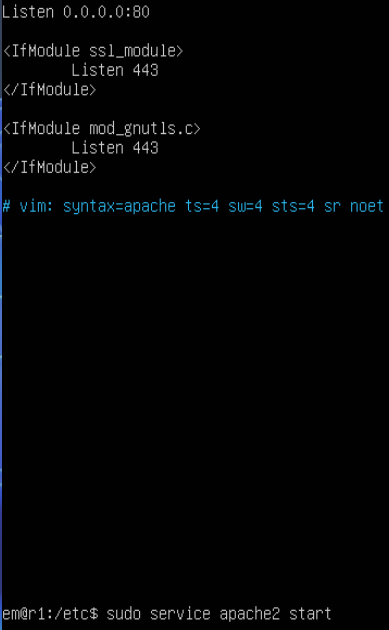 Listen 0.0.0.0:80
<IfModule ssl_module>
Listen 443
</IfModule>
<IfModule mod_gnutls.c>
Listen 443
</IfModule>
# vim: syntax=apache ts=4 sw=4 sts=4 sr noet
em@r1:/etc$ sudo service apache2 start